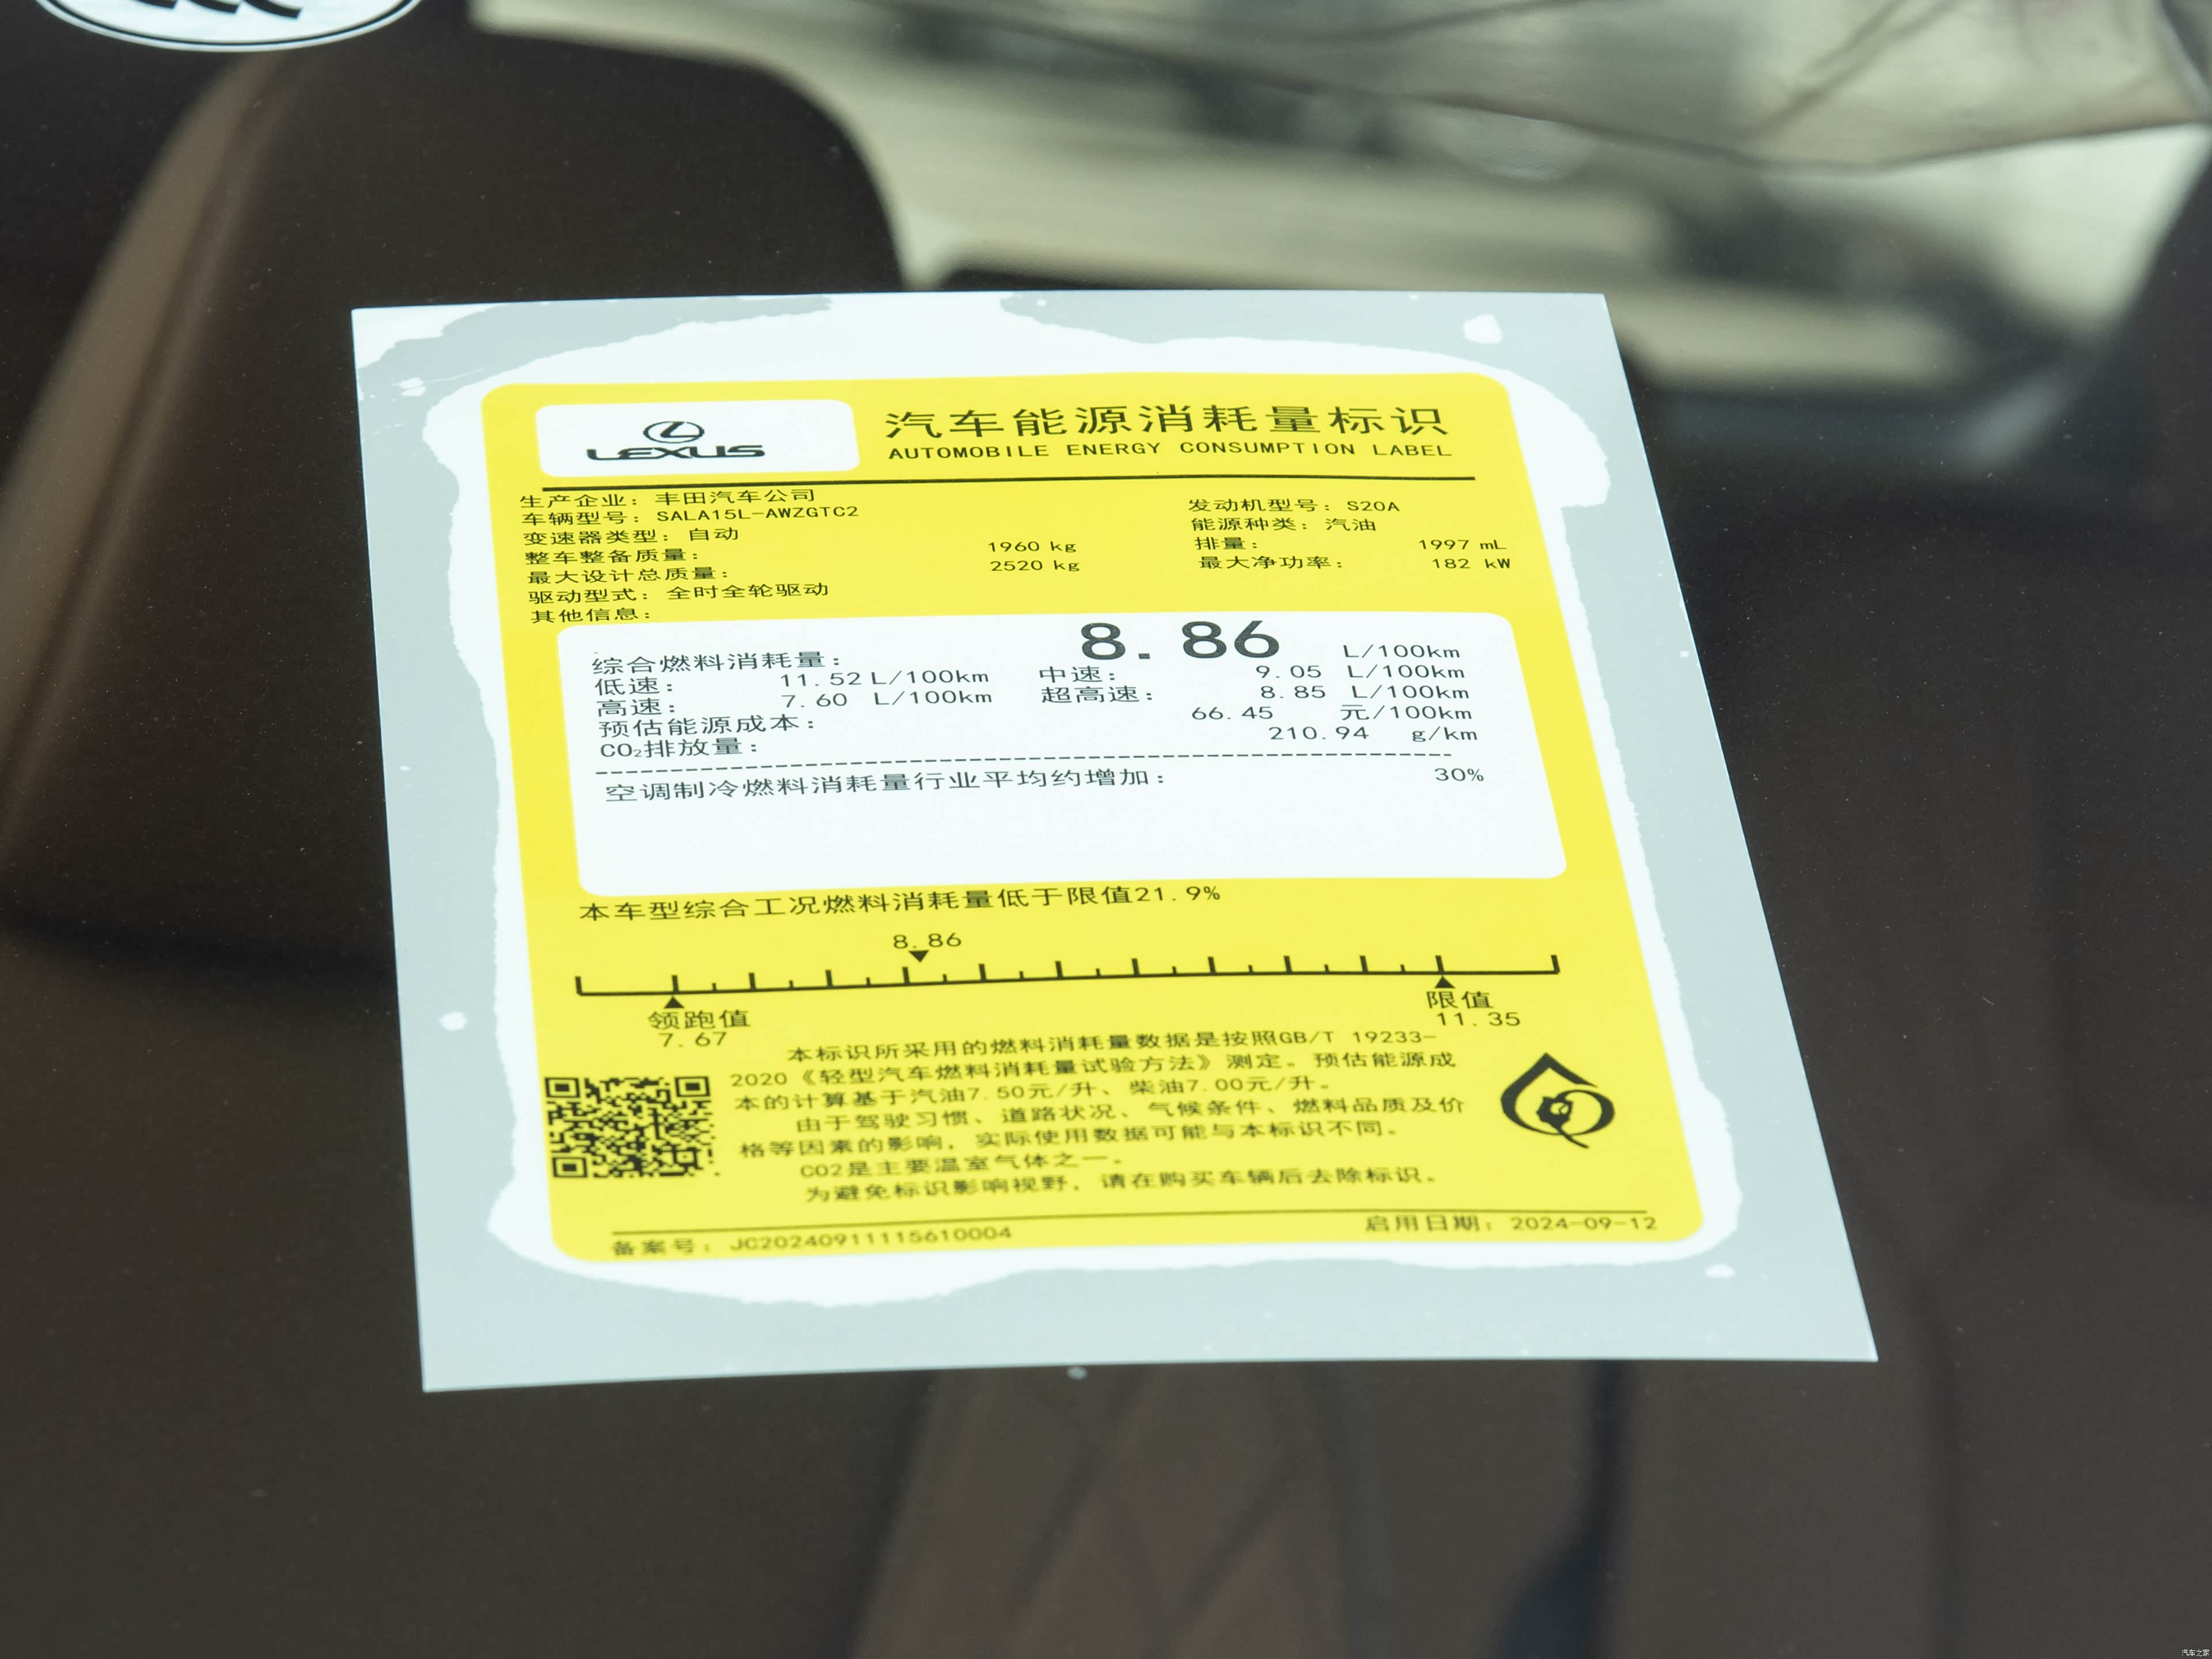 LEXUS
汽车能源消耗量标识
AUTOMOBILE ENERGY CONSUMPTION LABEL
生产企业：丰田汽车公司
车辆型号：SALA15L-AWZGTC2
发动机型号：S20A
变速器类型：自动
能源种类：汽油
整车整备质量： 1960 kg
排量： 1997 mL
最大设计总质量： 2520 kg
最大净功率： 182 kW
驱动型式：全时全轮驱动
其他信息：
综合燃料消耗量： 8.86 L/100km
低速： 11.52 L/100km 中速： 9.05 L/100km
高速： 7.60 L/100km 超高速： 8.85 L/100km
预估能源成本： 66.45 元/100km
CO₂排放量： 210.94 g/km
空调制冷燃料消耗量行业平均约增加： 30%
本车型综合工况燃料消耗量低于限值21.9%
8.86
领跑值
7.67
限值
11.35
本标识所采用的燃料消耗量数据是按照GB/T 19233-
2020《轻型汽车燃料消耗量试验方法》测定。预估能源成
本的计算基于汽油7.50元/升、柴油7.00元/升。
由于驾驶习惯、道路状况、气候条件、燃料品质及价
格等因素的影响，实际使用数据可能与本标识不同。
CO2是主要温室气体之一。
为避免标识影响视野，请在购买车辆后去除标识。
备案号：JC202409111115610004
启用日期：2024-09-12
汽车之家